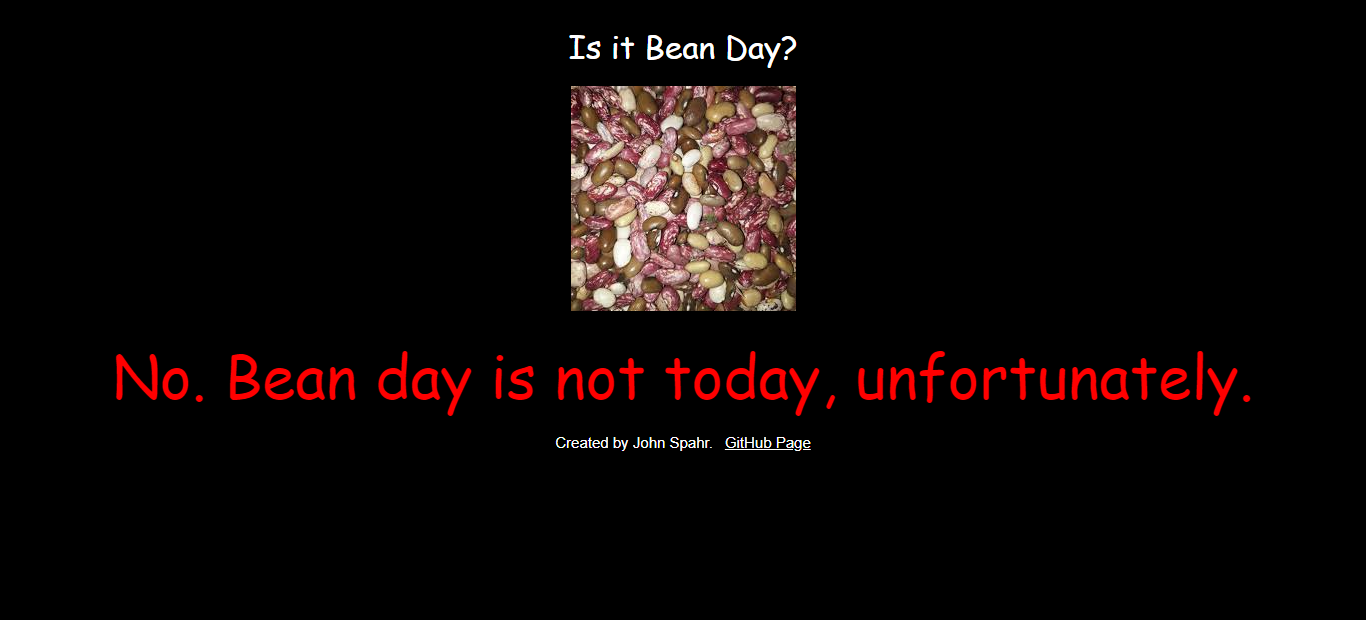 Is it Bean Day?
No. Bean day is not today, unfortunately.
Created by John Spahr. GitHub Page